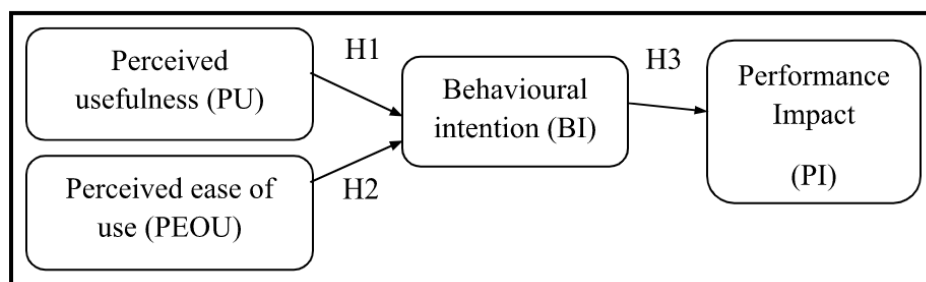 Perceived
usefulness (PU)
H1
Behavioural
intention (BI)
H3
Performance
Impact
(PI)
Perceived ease of
use (PEOU)
H2